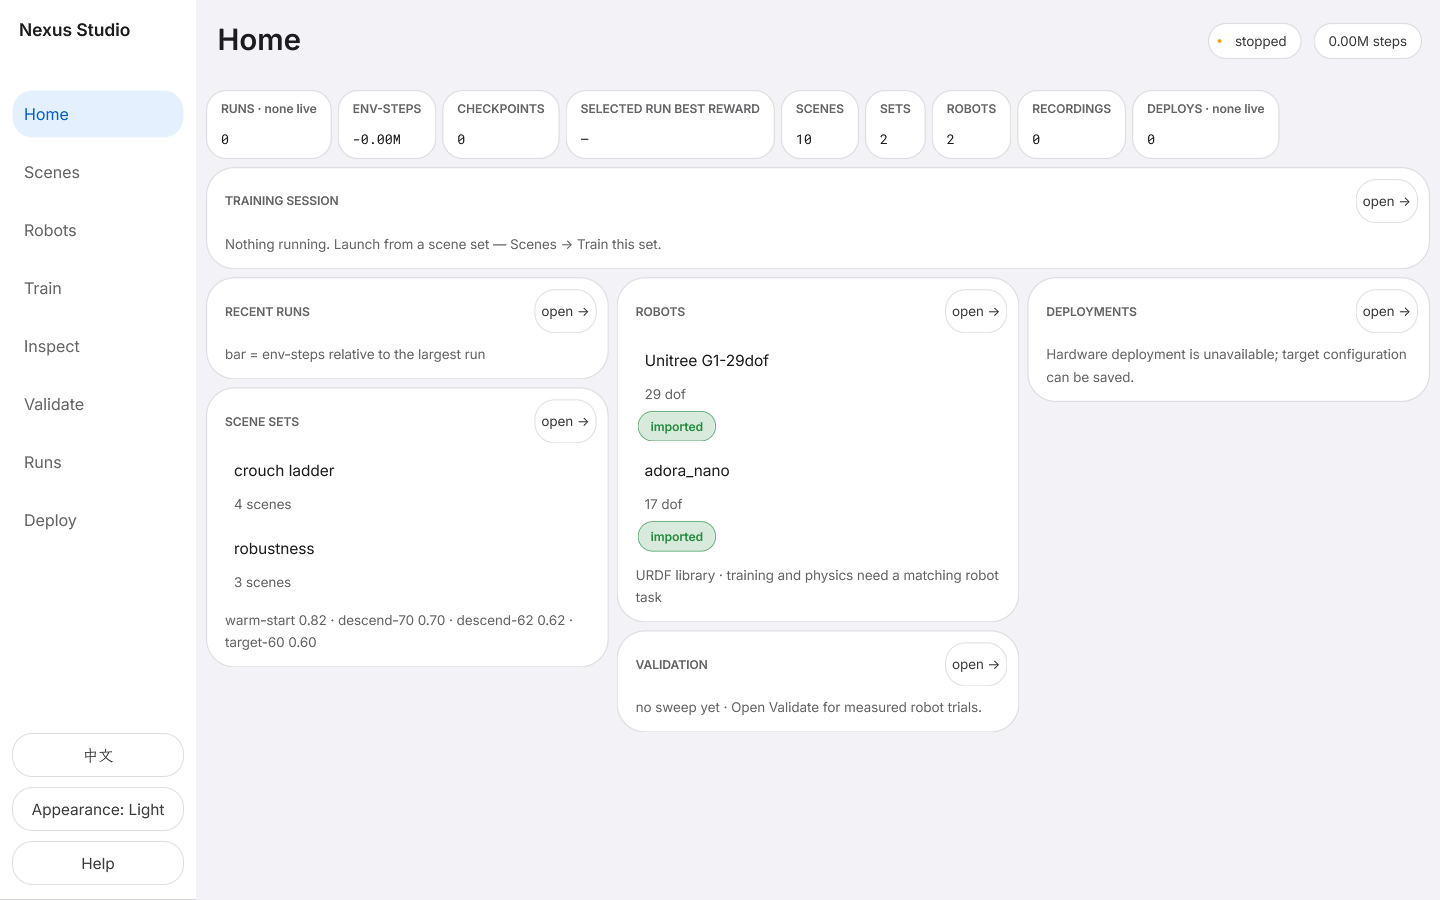 Nexus Studio
Home
Scenes
Robots
Train
Inspect
Validate
Runs
Deploy
中文
Appearance: Light
Help
Home
stopped
0.00M steps
RUNS · none live
0
ENV-STEPS
-0.00M
CHECKPOINTS
0
SELECTED RUN BEST REWARD
—
SCENES
10
SETS
2
ROBOTS
2
RECORDINGS
0
DEPLOYS · none live
0
TRAINING SESSION
open →
Nothing running. Launch from a scene set — Scenes → Train this set.
RECENT RUNS
open →
bar = env-steps relative to the largest run
SCENE SETS
open →
crouch ladder
4 scenes
robustness
3 scenes
warm-start 0.82 · descend-70 0.70 · descend-62 0.62 ·
target-60 0.60
ROBOTS
open →
Unitree G1-29dof
29 dof
imported
adora_nano
17 dof
imported
URDF library · training and physics need a matching robot
task
VALIDATION
open →
no sweep yet · Open Validate for measured robot trials.
DEPLOYMENTS
open →
Hardware deployment is unavailable; target configuration
can be saved.